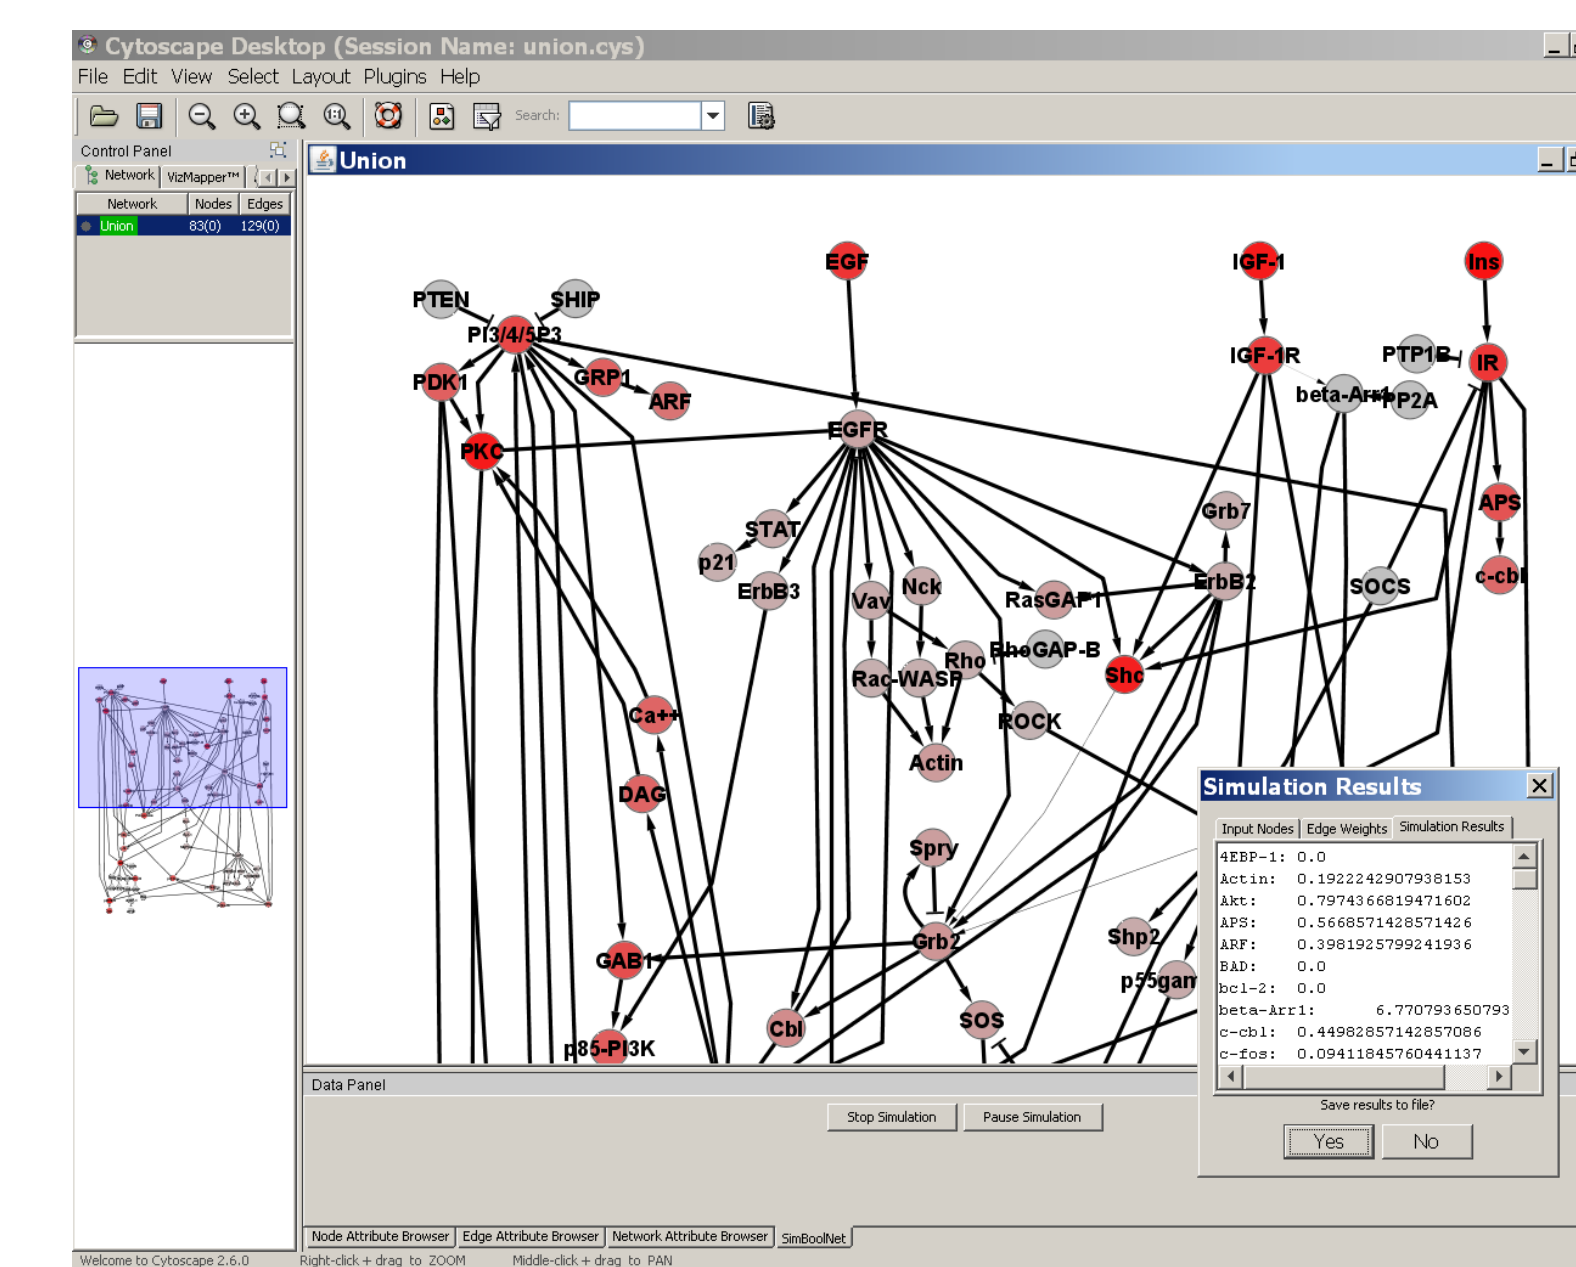 Cytoscape Desktop (Session Name: union.cys)
File Edit View Select Layout Plugins Help
Search:
Control Panel
Network VizMapper™
Network Nodes Edges
Union 83(0) 129(0)
Union
EGF
IGF-1
Ins
PTEN
SHIP
PI3/4/5P3
IGF-1R
PTP1B
IR
PDK1
GRP1
ARF
beta-Arr1
PP2A
EGFR
PKC
APS
Grb7
STAT
p21
ErbB3
Vav
Nck
RasGAP1
ErbB2
SOCS
c-cbl
RhoGAP-B
Rho
Rac
-WASP
Shc
Ca++
ROCK
Actin
DAG
Spry
Grb2
Shp2
GAB1
p55gam
Cbl
SOS
p85-PI3K
Simulation Results
Input Nodes Edge Weights Simulation Results
4EBP-1: 0.0
Actin: 0.1922242907938153
Akt: 0.7974366819471602
APS: 0.5668571428571426
ARF: 0.3981925799241936
BAD: 0.0
bcl-2: 0.0
beta-Arr1: 6.770793650793
c-cbl: 0.44982857142857086
c-fos: 0.09411845760441137
Save results to file?
Yes No
Data Panel
Stop Simulation Pause Simulation
Node Attribute Browser Edge Attribute Browser Network Attribute Browser SimBoolNet
Welcome to Cytoscape 2.6.0 Right-click + drag to ZOOM Middle-click + drag to PAN